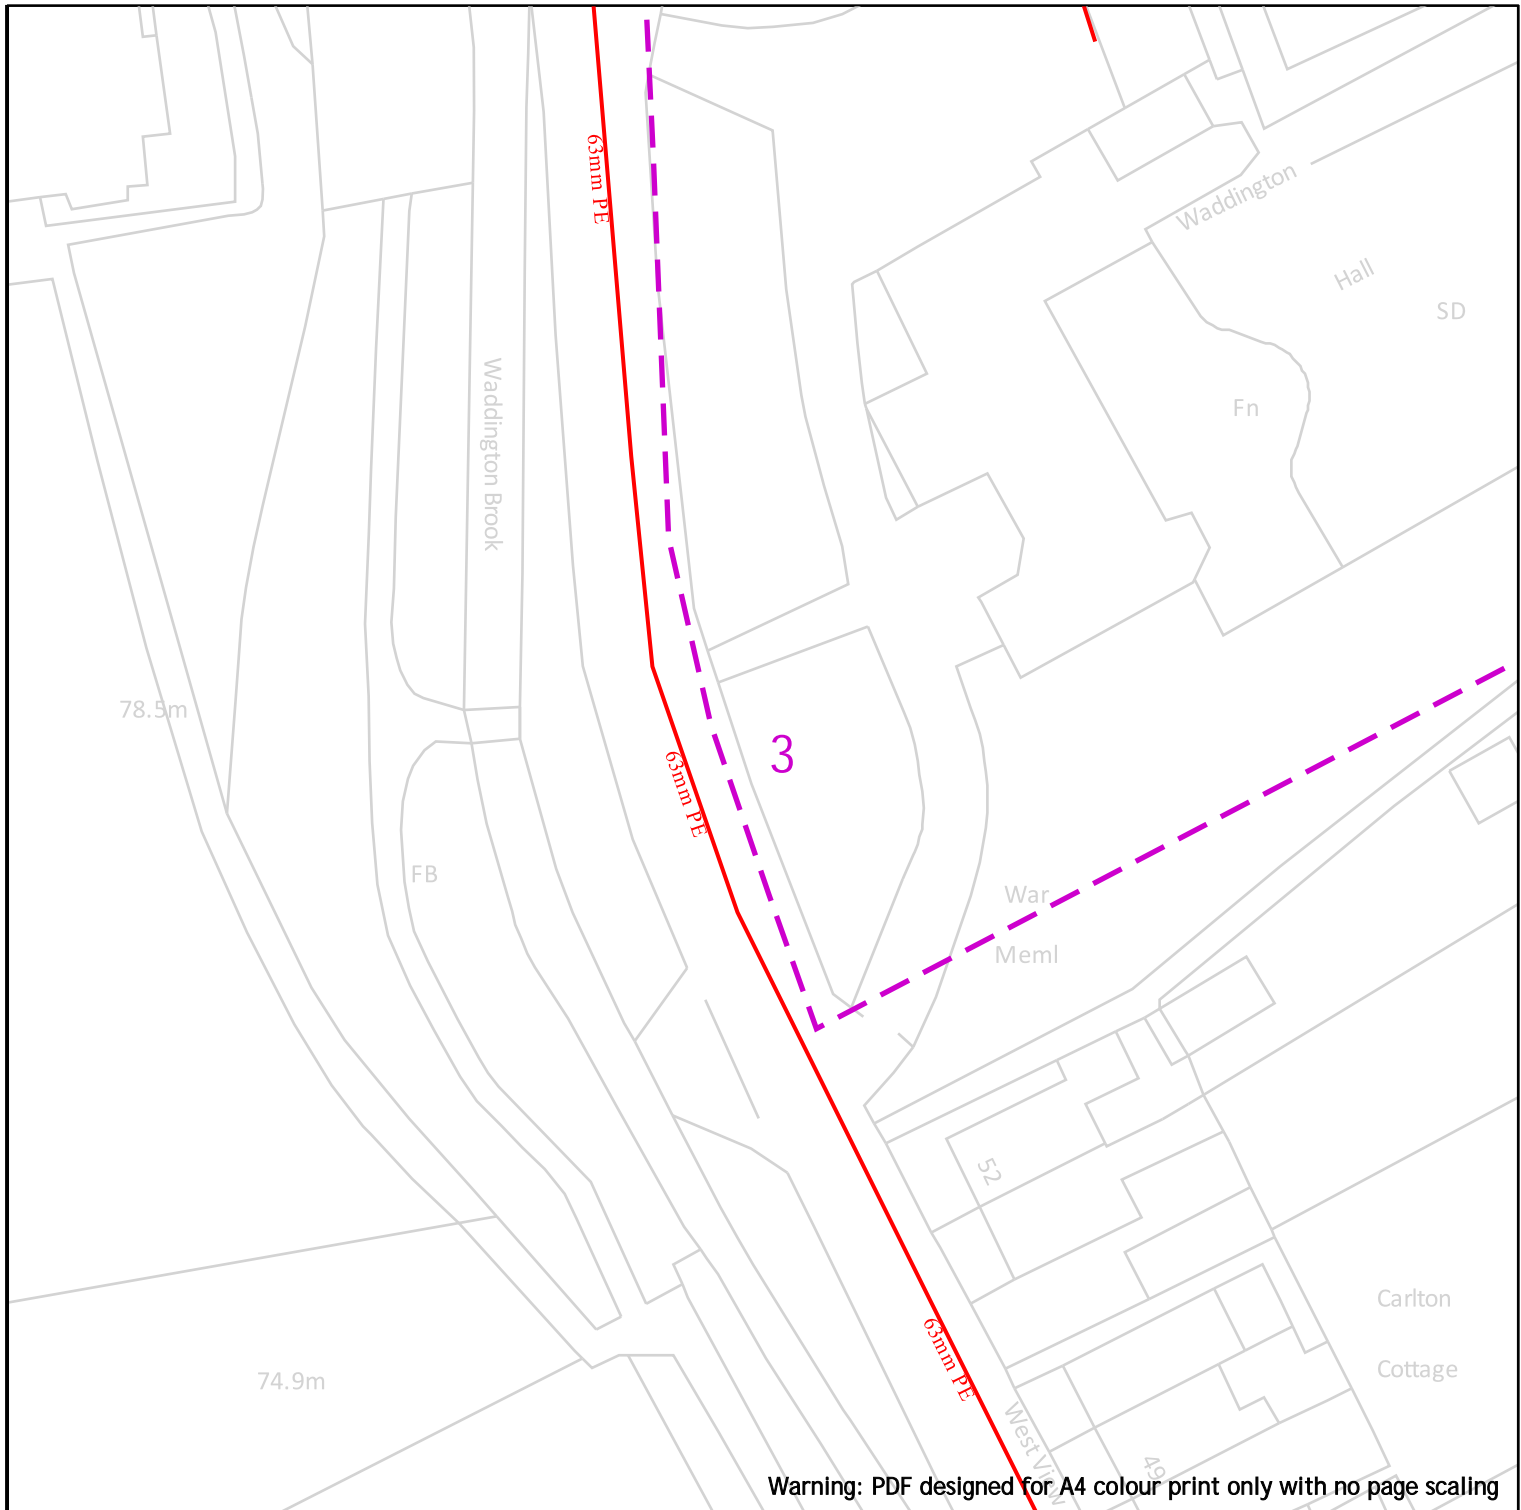 63mm PE
Waddington
Hall
SD
Waddington Brook
Fn
78.5m
3
63mm PE
FB
War
Meml
52
Carlton
63mm PE
Cottage
74.9m
West View
49
Warning: PDF designed for A4 colour print only with no page scaling